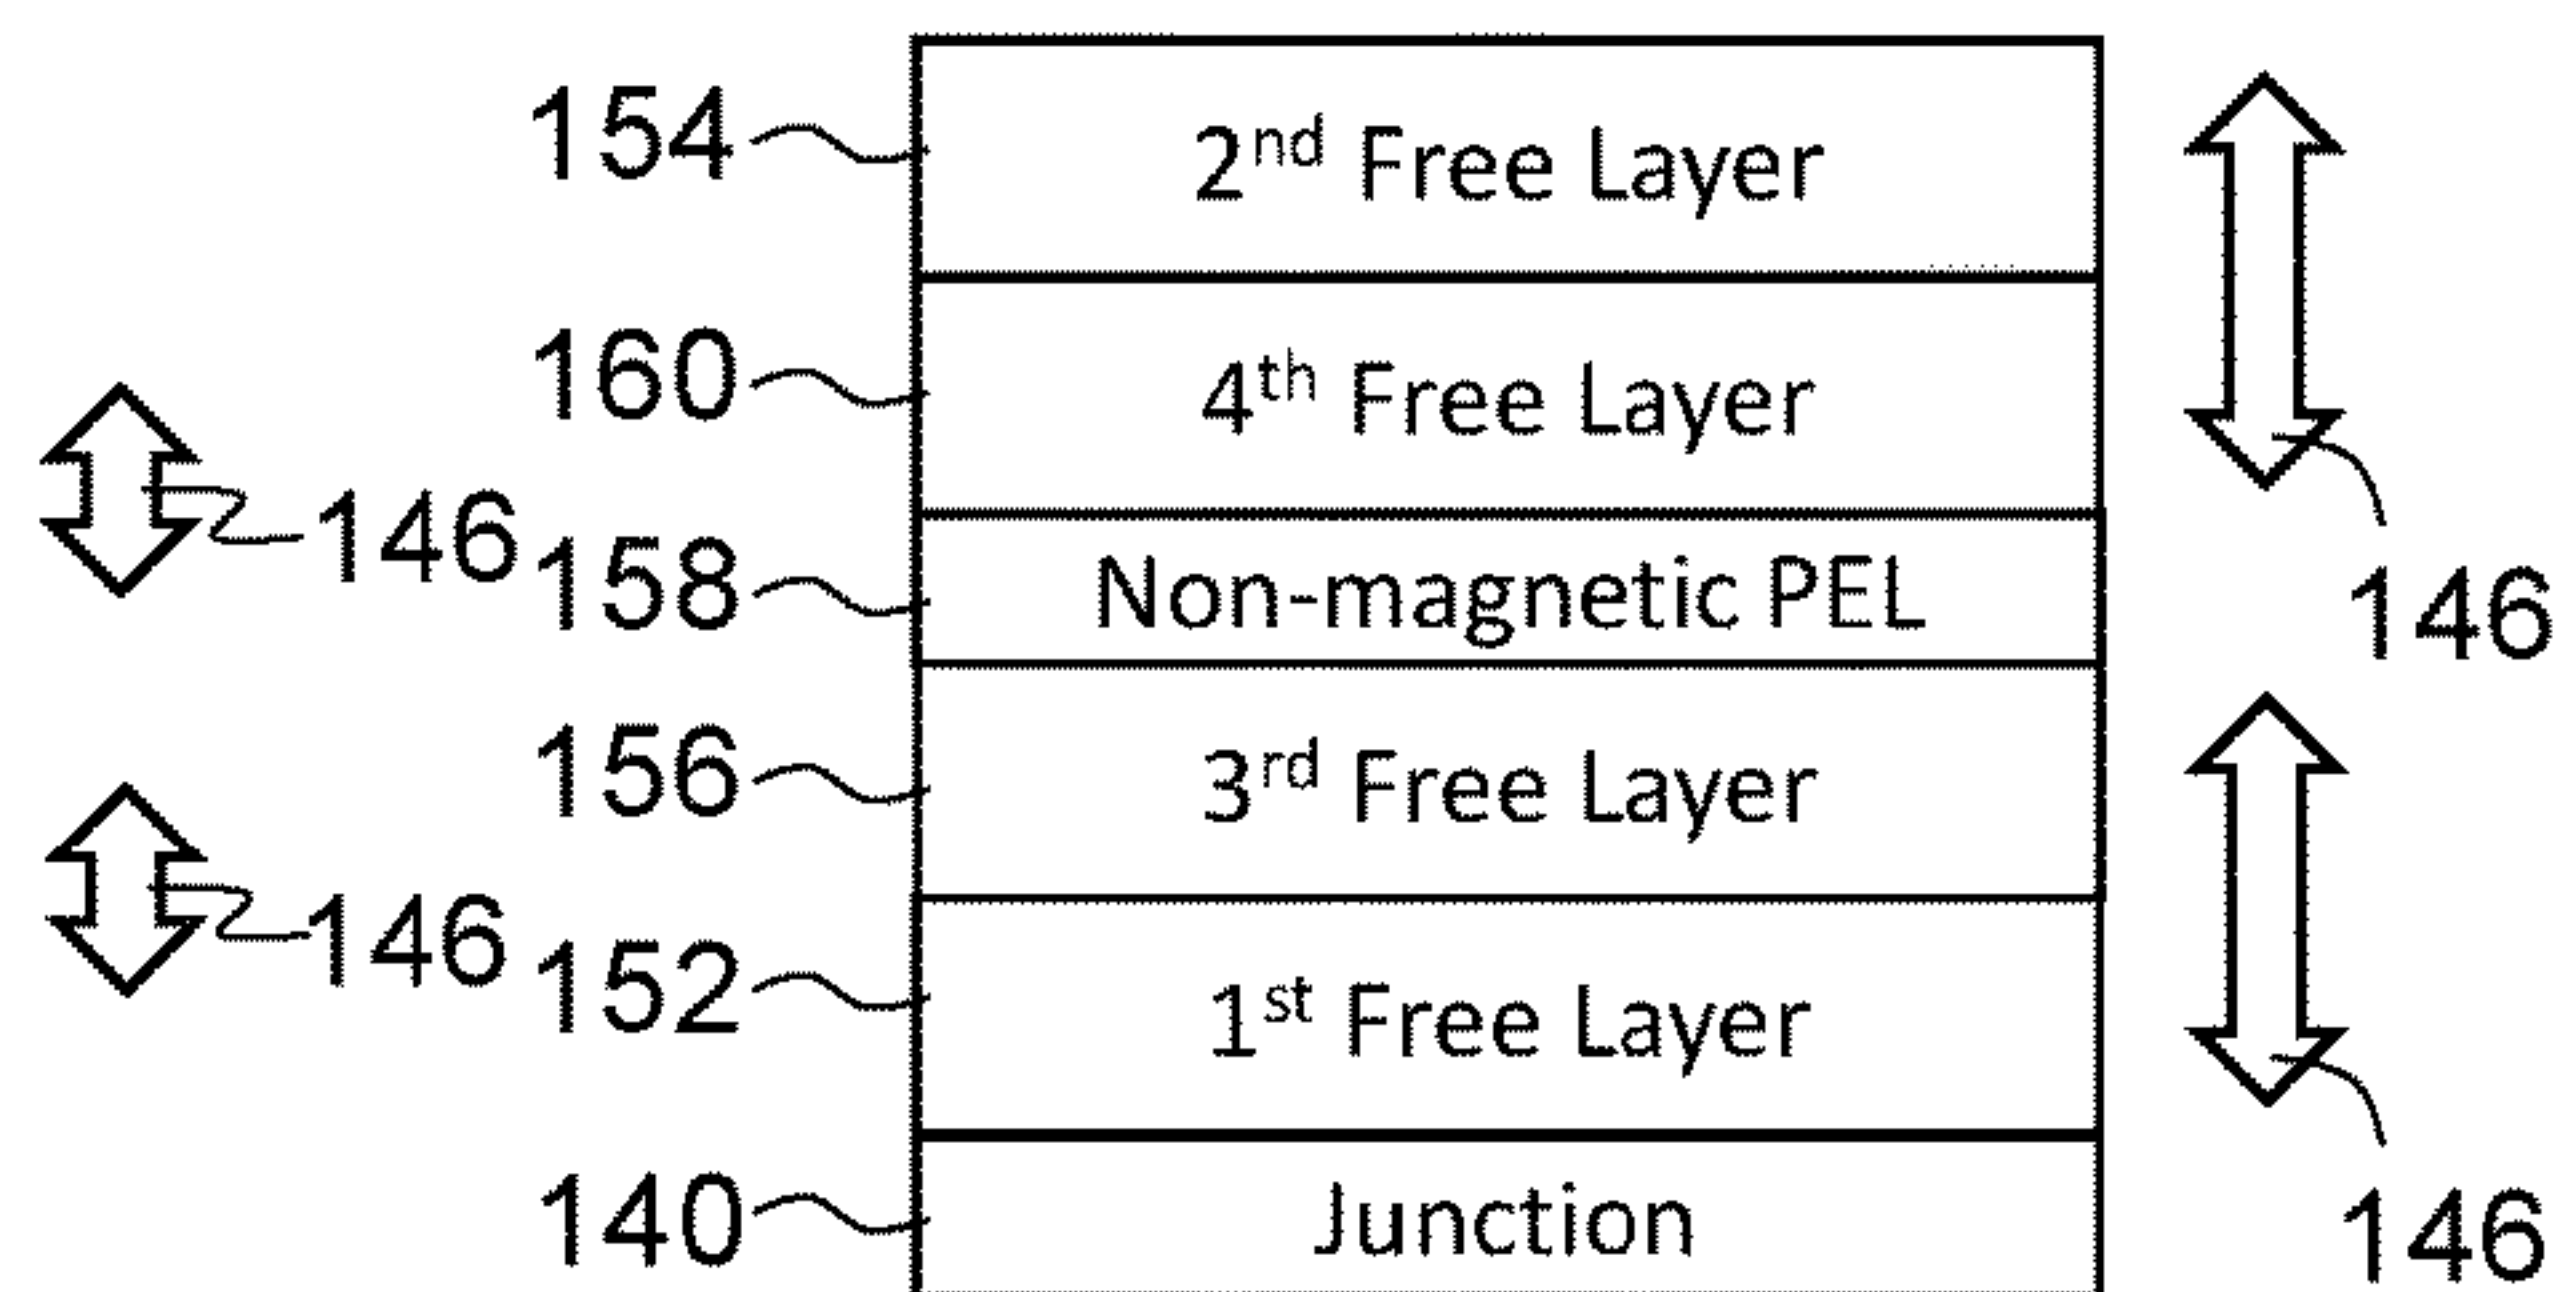 154 2nd Free Layer
160 4th Free Layer
146
158 Non-magnetic PEL
146
156 3rd Free Layer
146
152 1st Free Layer
140 Junction
146